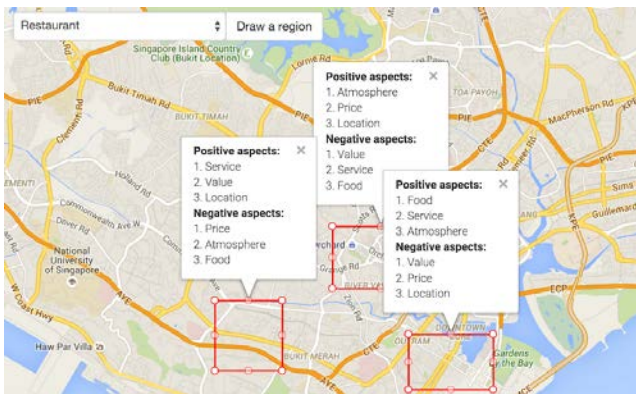 Restaurant
Draw a region
Singapore Island Country
Club (Bukit Location)
Lornie Rd
PIE
Bukit Timah Rd
BUKIT TIMAH
Clementi Rd
PIE
TOA PAYOH
MacPherson Rd
KPE
PIE
CTE
Positive aspects:
1. Atmosphere
2. Price
3. Location
Negative aspects:
1. Value
2. Service
3. Food
Positive aspects:
1. Service
2. Value
3. Location
Negative aspects:
1. Price
2. Atmosphere
3. Food
Positive aspects:
1. Food
2. Service
3. Atmosphere
Negative aspects:
1. Value
2. Price
3. Location
Holland Rd
Commonwealth Ave W
Dover Rd
National
University
of Singapore
AYE
W Coast Hwy
Haw Par Villa
Grange Rd
RIVER
Zion Rd
BUKIT MERAH
CTE
AYE
DOWNTOWN
CORE
Gardens
by the Bay
Sims
Guillemard
KPE
ECP
MCE